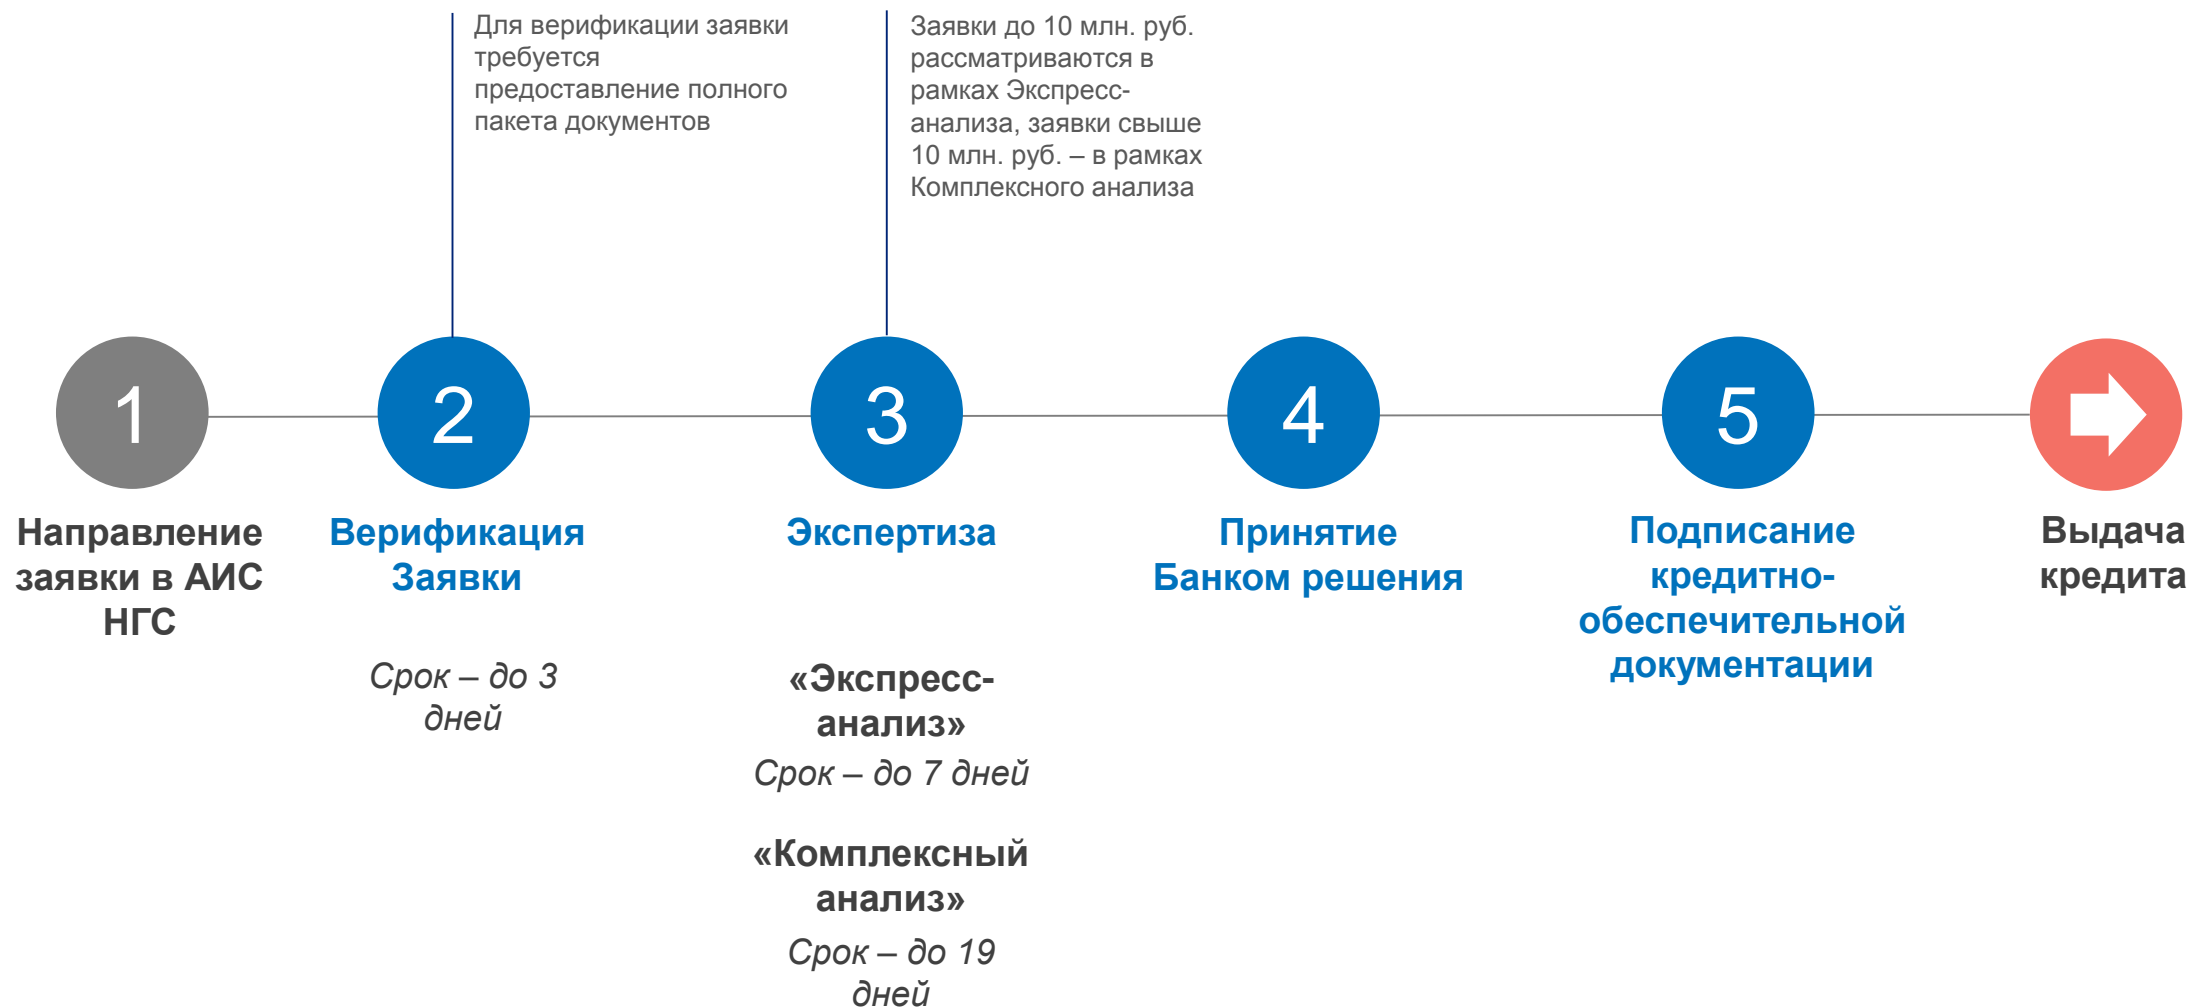 Для верификации заявки
требуется
предоставление полного
пакета документов
Заявки до 10 млн. руб.
рассматриваются в
рамках Экспресс-
анализа, заявки свыше
10 млн. руб. – в рамках
Комплексного анализа
1
2
3
4
5
Направление
заявки в АИС
НГС
Верификация
Заявки
Срок – до 3
дней
Экспертиза
«Экспресс-
анализ»
Срок – до 7 дней
«Комплексный
анализ»
Срок – до 19
дней
Принятие
Банком решения
Подписание
кредитно-
обеспечительной
документации
Выдача
кредита